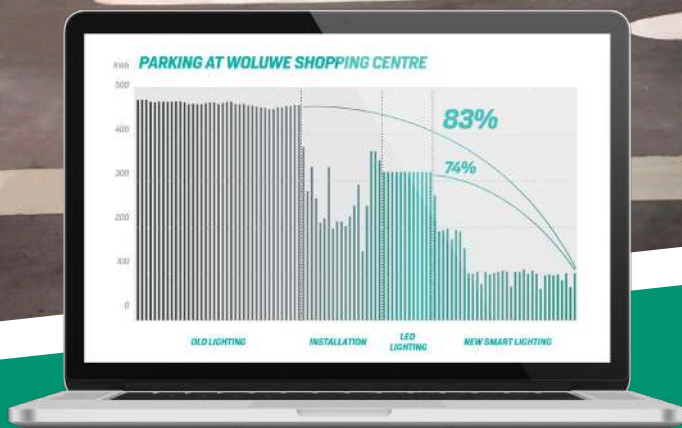 KWh
PARKING AT WOLUWE SHOPPING CENTRE
500
400
300
200
100
0
83%
74%
OLD LIGHTING
INSTALLATION
LED
LIGHTING
NEW SMART LIGHTING